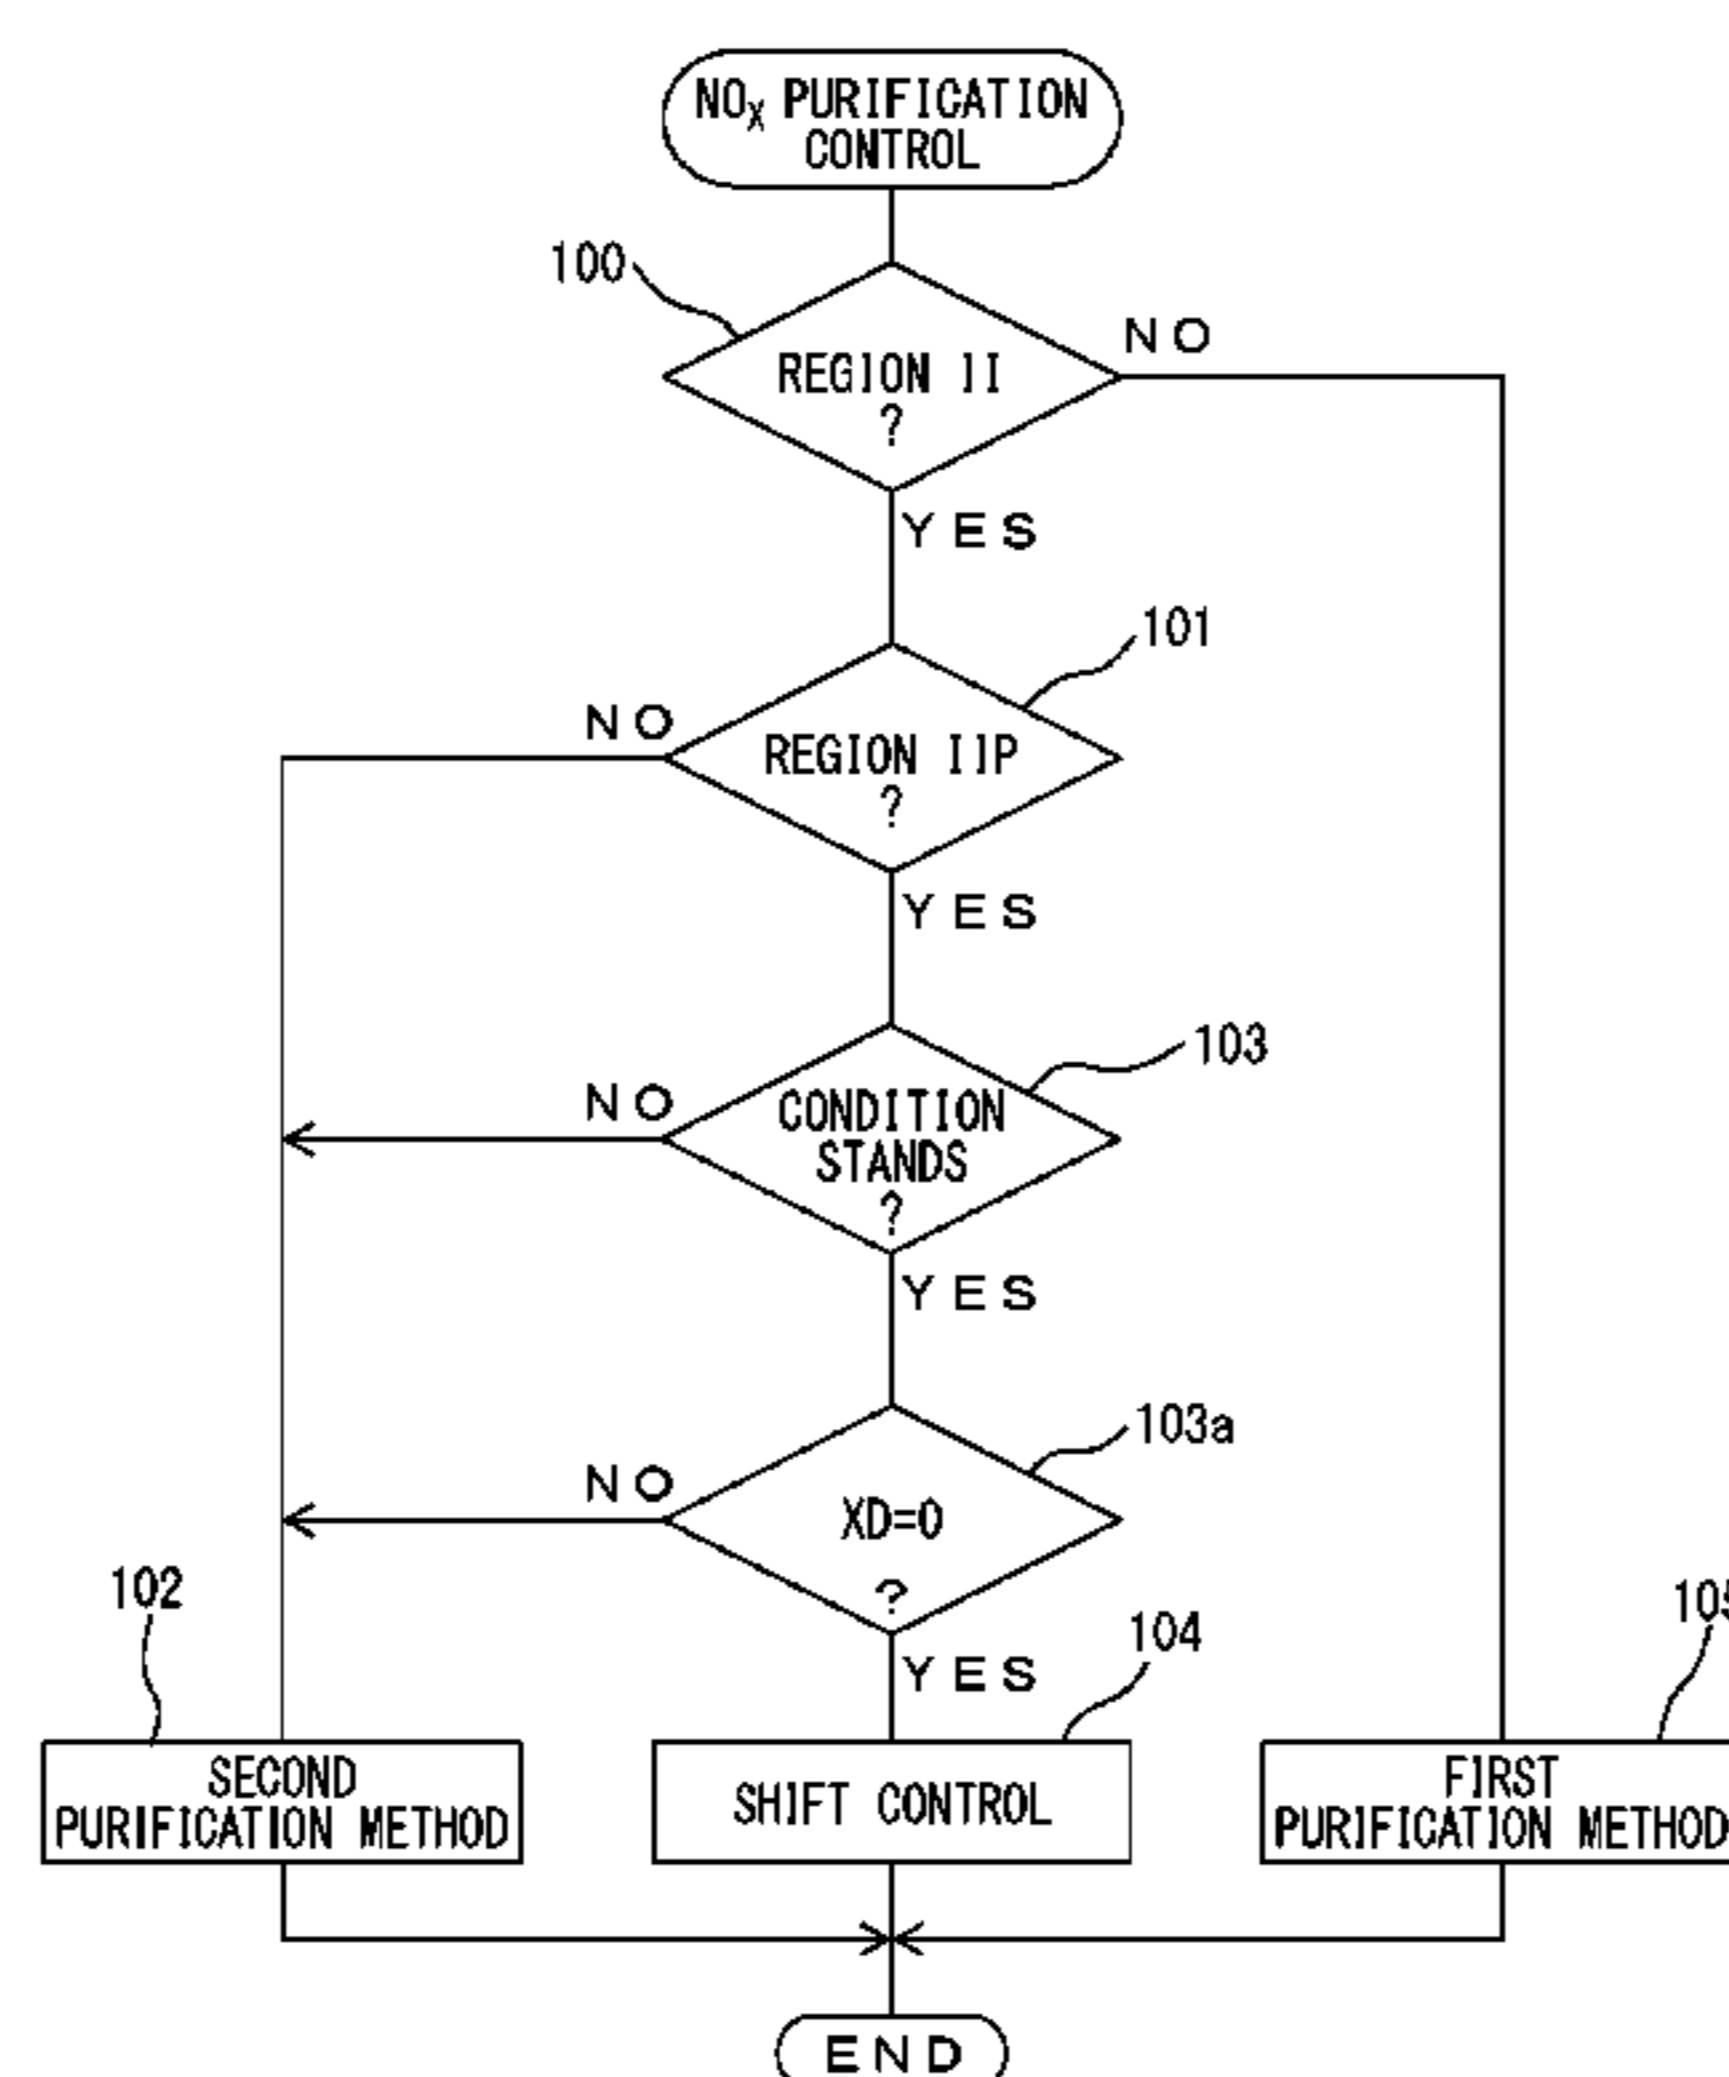 NOX PURIFICATION
CONTROL
100
REGION II
?
NO
YES
101
NO
REGION IIP
?
YES
103
NO
CONDITION
STANDS
?
YES
103a
NO
XD=0
?
YES
102
104
105
SECOND
PURIFICATION METHOD
SHIFT CONTROL
FIRST
PURIFICATION METHOD
END